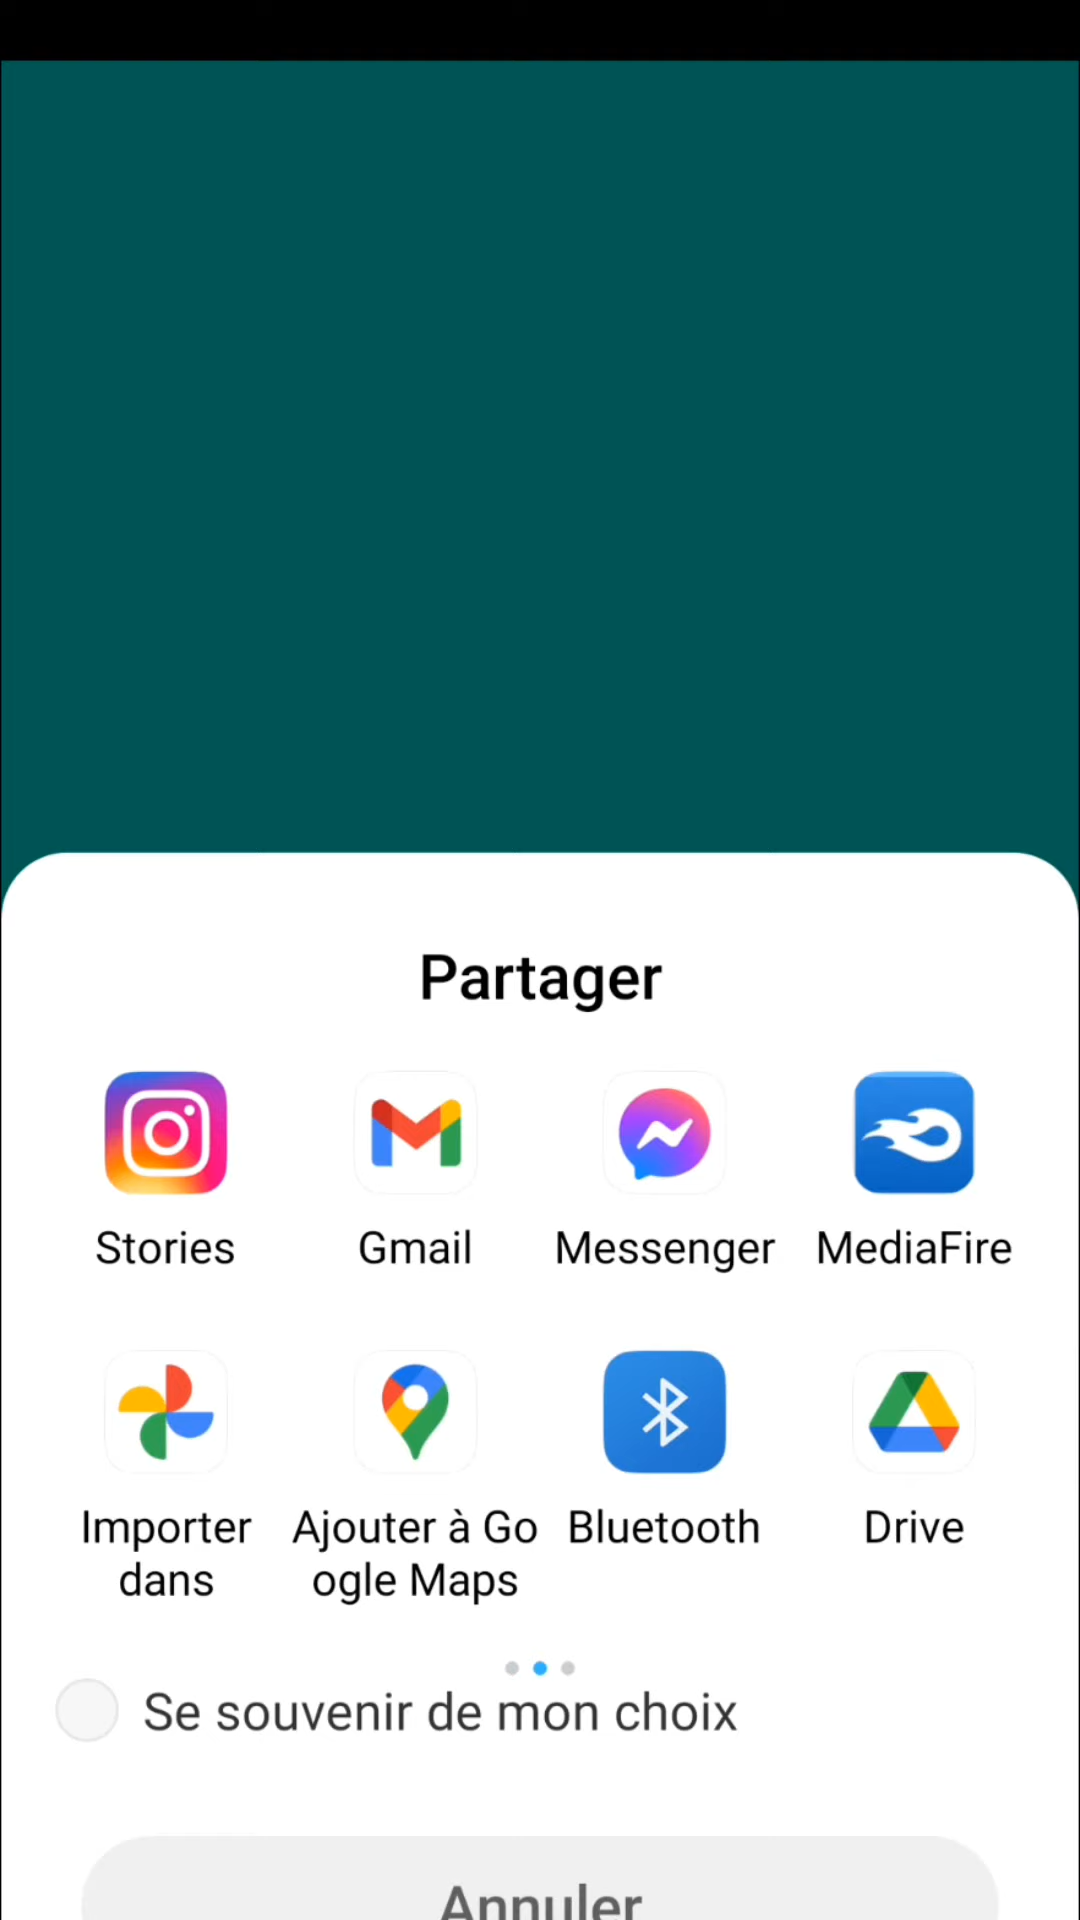 Partager
Stories
Gmail
Messenger
MediaFire
Importer
dans
Ajouter à Go
ogle Maps
Bluetooth
Drive
Se souvenir de mon choix
Annuler